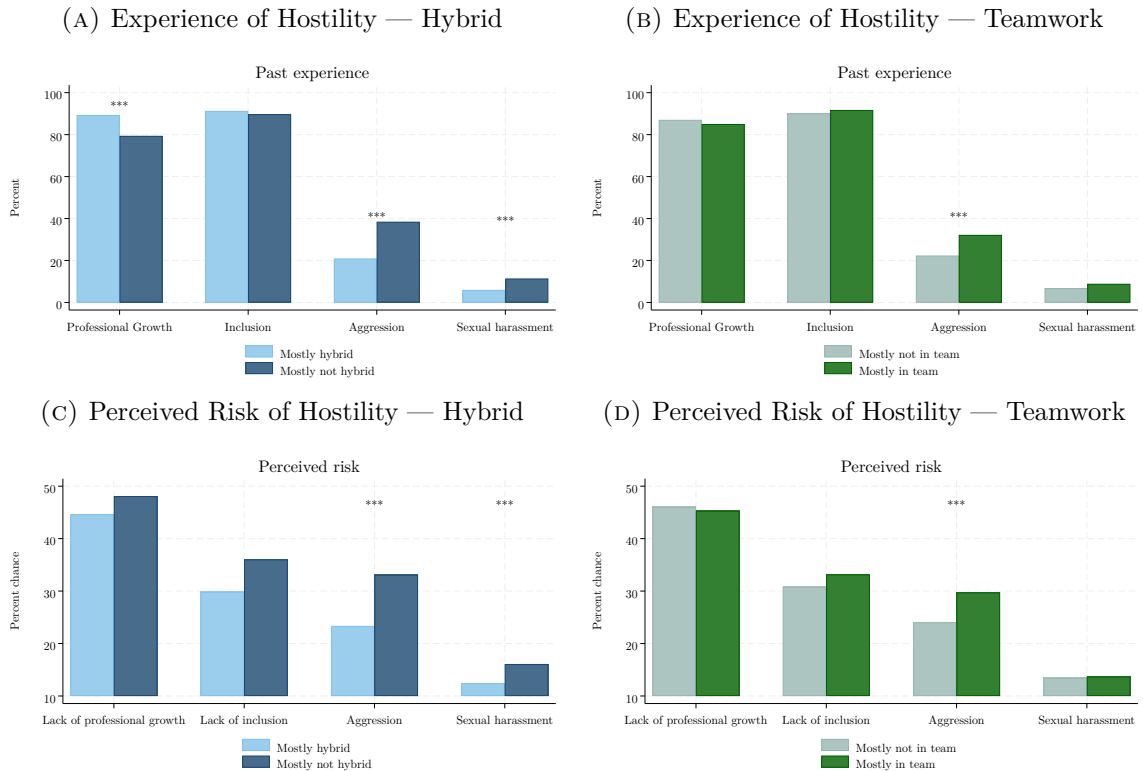 (A) Experience of Hostility — Hybrid
Past experience
Percent
100
80
60
40
20
0
***
***
***
Professional Growth Inclusion Aggression Sexual harassment
Mostly hybrid
Mostly not hybrid
(B) Experience of Hostility — Teamwork
Past experience
Percent
100
80
60
40
20
0
***
Professional Growth Inclusion Aggression Sexual harassment
Mostly not in team
Mostly in team
(C) Perceived Risk of Hostility — Hybrid
Perceived risk
Percent chance
50
40
30
20
10
***
***
Lack of professional growth Lack of inclusion Aggression Sexual harassment
Mostly hybrid
Mostly not hybrid
(D) Perceived Risk of Hostility — Teamwork
Perceived risk
Percent chance
50
40
30
20
10
***
Lack of professional growth Lack of inclusion Aggression Sexual harassment
Mostly not in team
Mostly in team